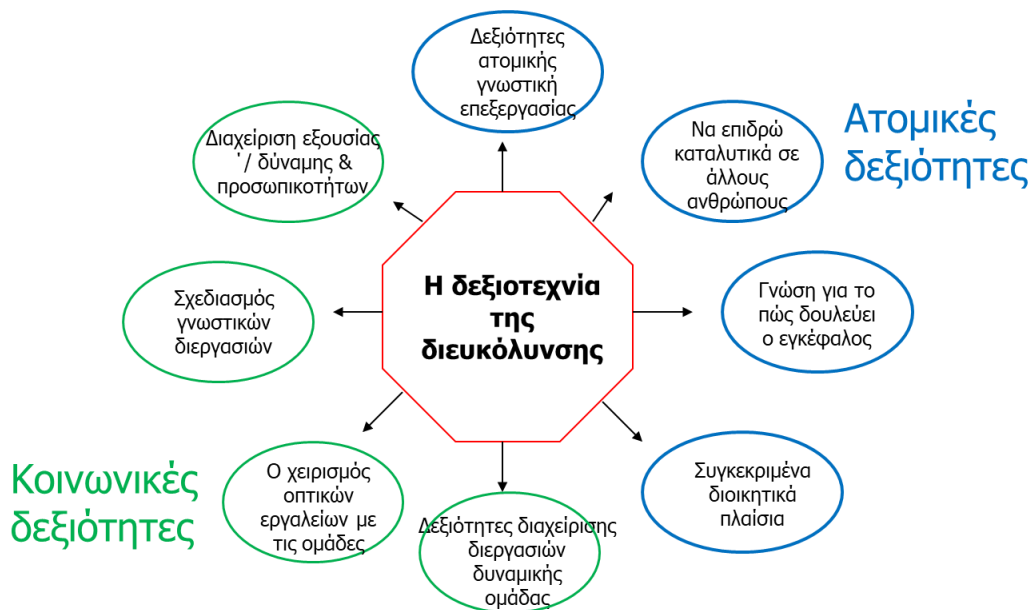 Δεξιότητες
ατομικής
γνωστική
επεξεργασίας
Διαχείριση εξουσίας
΄/ δύναμης &
προσωπικοτήτων
Να επιδρώ
καταλυτικά σε
άλλους
ανθρώπους
Ατομικές
δεξιότητες
Η δεξιοτεχνία
της
διευκόλυνσης
Σχεδιασμός
γνωστικών
διεργασιών
Γνώση για το
πώς δουλεύει
ο εγκέφαλος
Κοινωνικές
δεξιότητες
Ο χειρισμός
οπτικών
εργαλείων με
τις ομάδες
Δεξιότητες διαχείρισης
διεργασιών
δυναμικής
ομάδας
Συγκεκριμένα
διοικητικά
πλαίσια